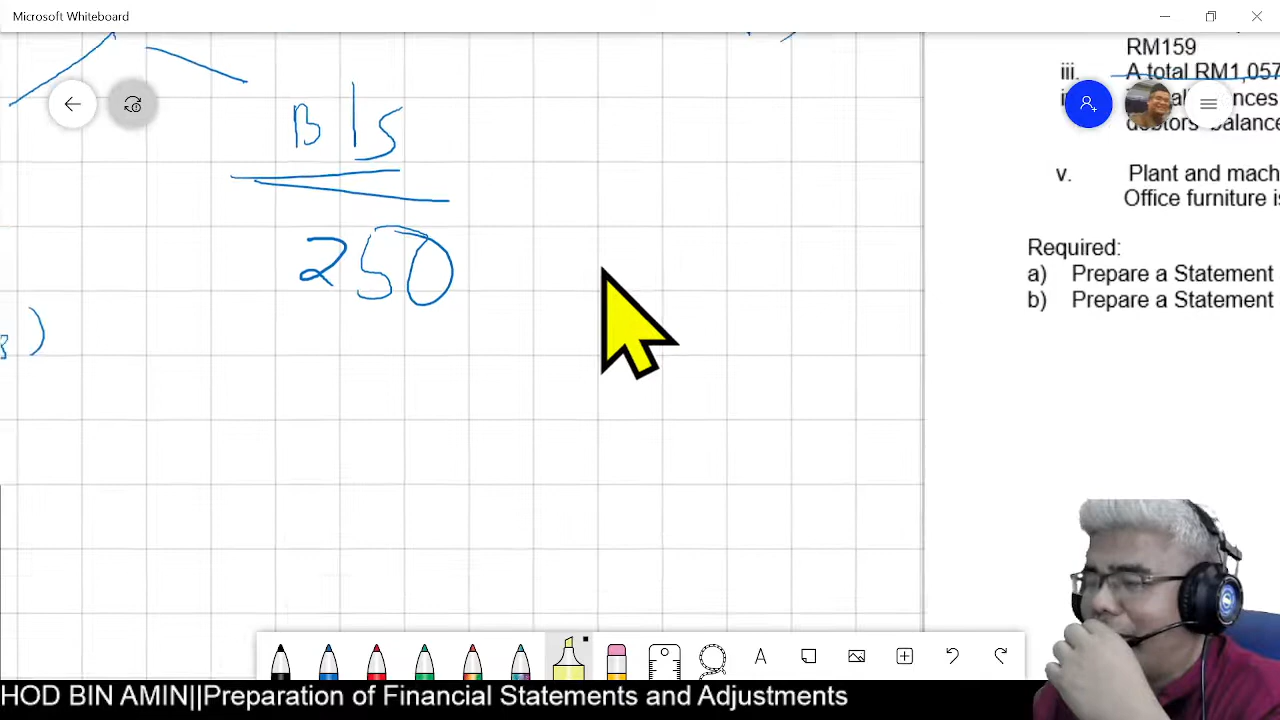 Microsoft Whiteboard
RM159
iii. A total RM1,057
debtors' balance
v. Plant and mach
Office furniture is
B/S
250
Required:
a) Prepare a Statement
b) Prepare a Statement
A
HOD BIN AMIN||Preparation of Financial Statements and Adjustments